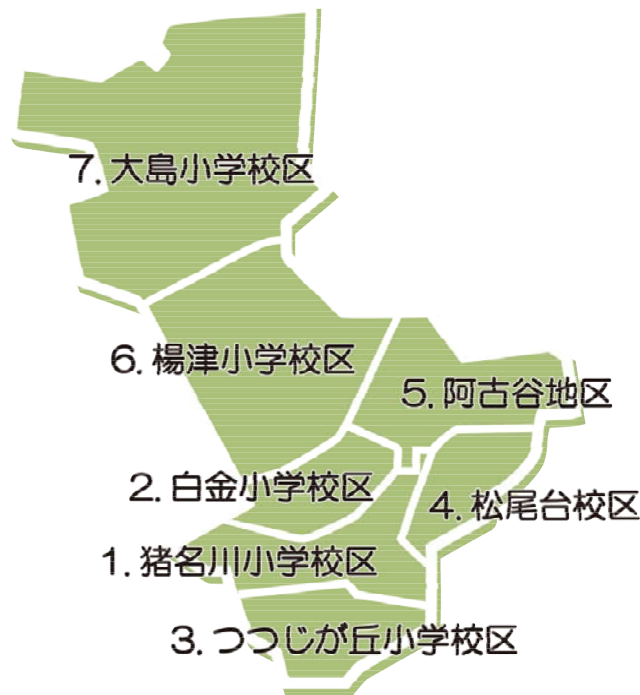 7. 大島小学校区
6. 楊津小学校区
5. 阿古谷地区
2. 白金小学校区
4. 松尾台校区
1. 猪名川小学校区
3. つつじが丘小学校区